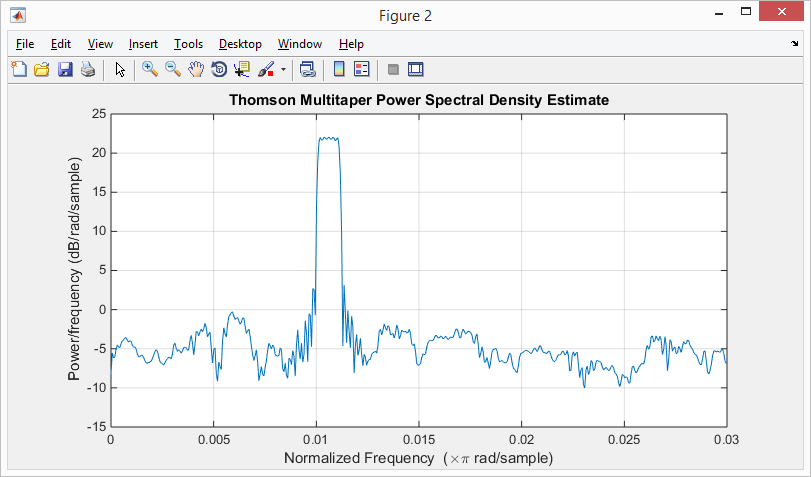 Figure 2
File Edit View Insert Tools Desktop Window Help
Thomson Multitaper Power Spectral Density Estimate
Power/frequency (dB/rad/sample)
25
20
15
10
5
0
-5
-10
-15
0 0.005 0.01 0.015 0.02 0.025 0.03
Normalized Frequency (×π rad/sample)